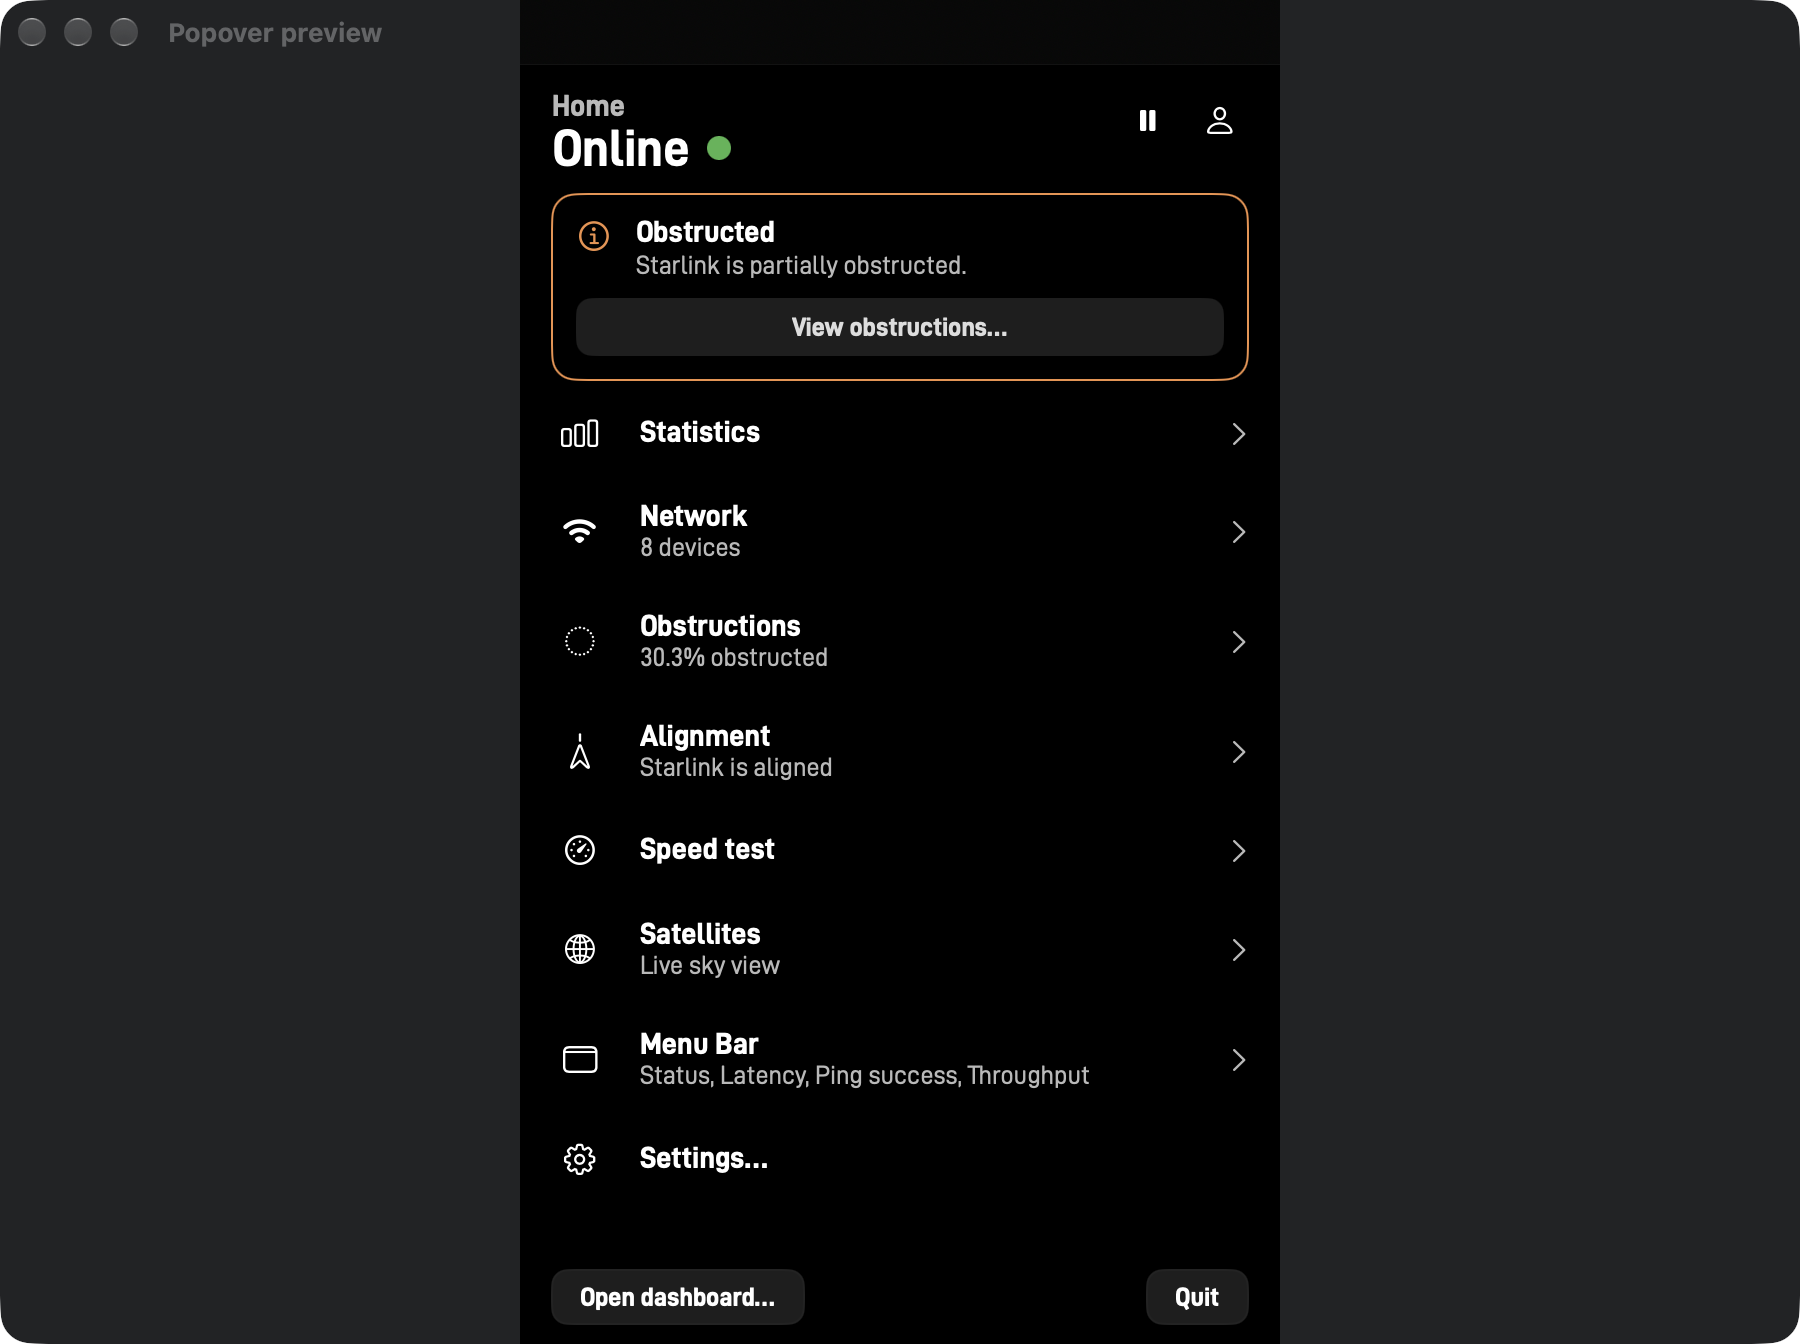 Popover preview
Home
Online
Obstructed
Starlink is partially obstructed.
View obstructions...
Statistics
Network
8 devices
Obstructions
30.3% obstructed
Alignment
Starlink is aligned
Speed test
Satellites
Live sky view
Menu Bar
Status, Latency, Ping success, Throughput
Settings...
Open dashboard...
Quit